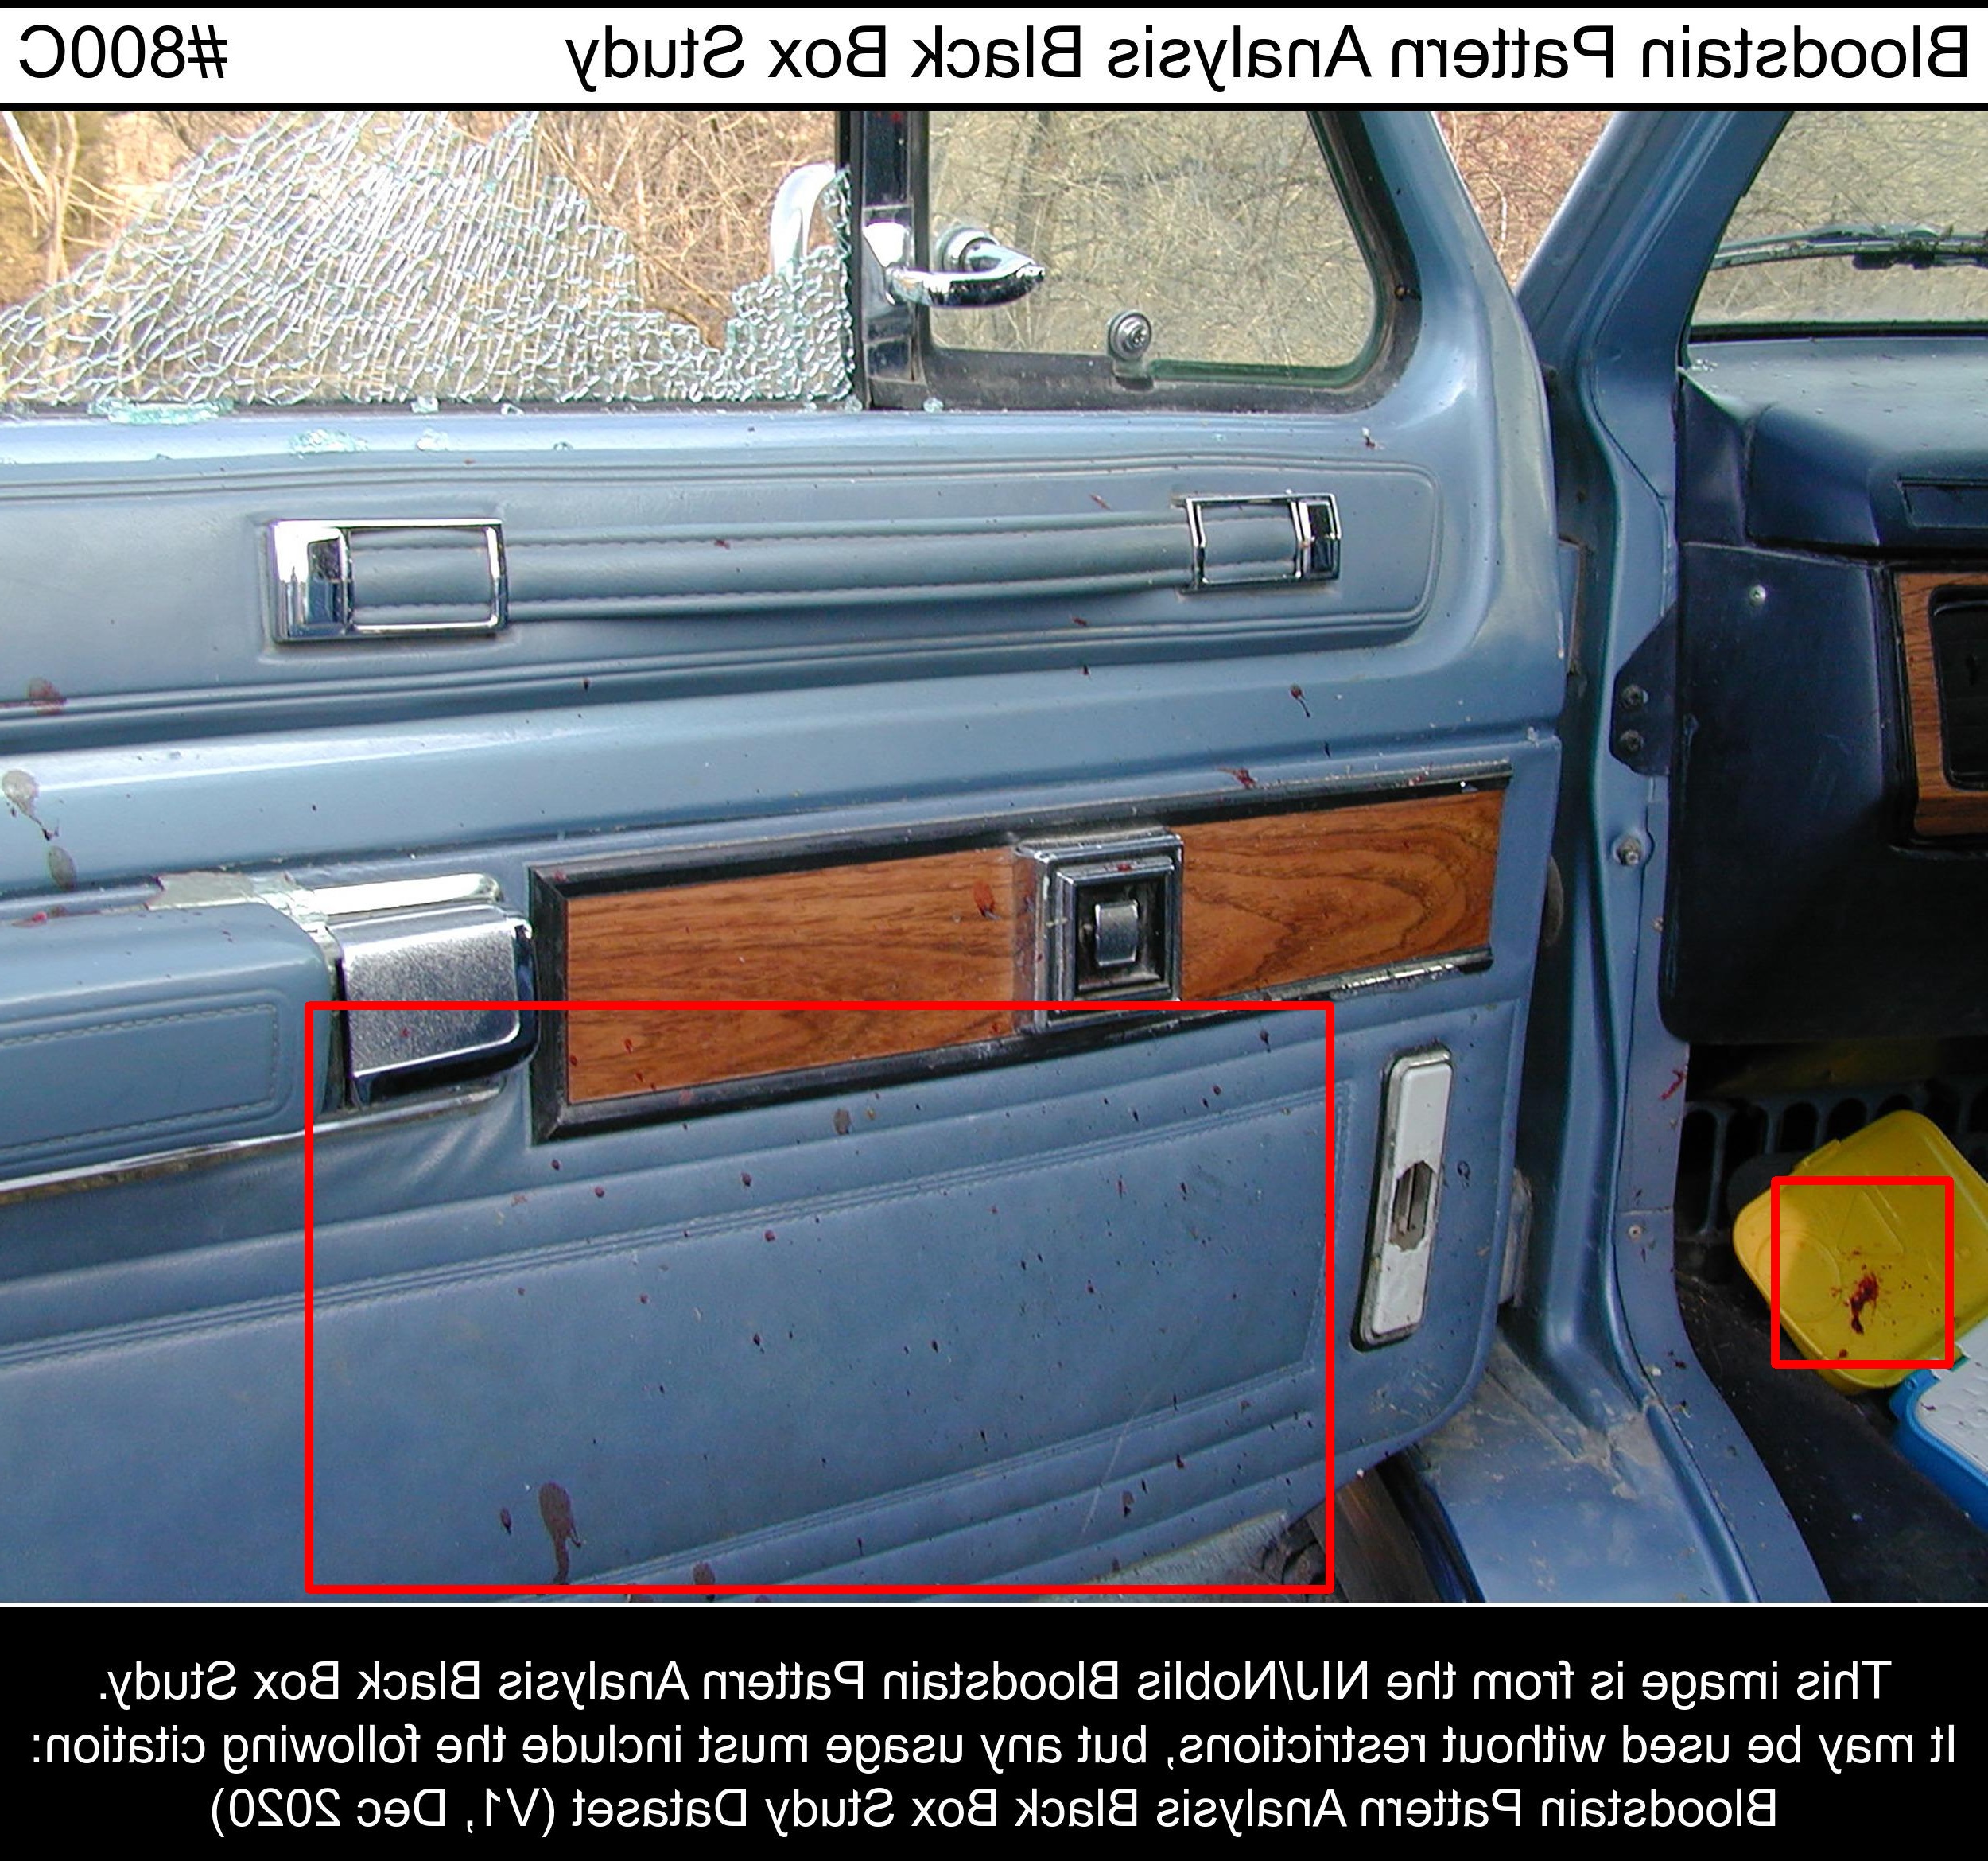 Bloodstain Pattern Analysis Black Box Study #800C
This image is from the NIJ/Noblis Bloodstain Pattern Analysis Black Box Study.
It may be used without restrictions, but any usage must include the following citation:
Bloodstain Pattern Analysis Black Box Study Dataset (V1, Dec 2020)